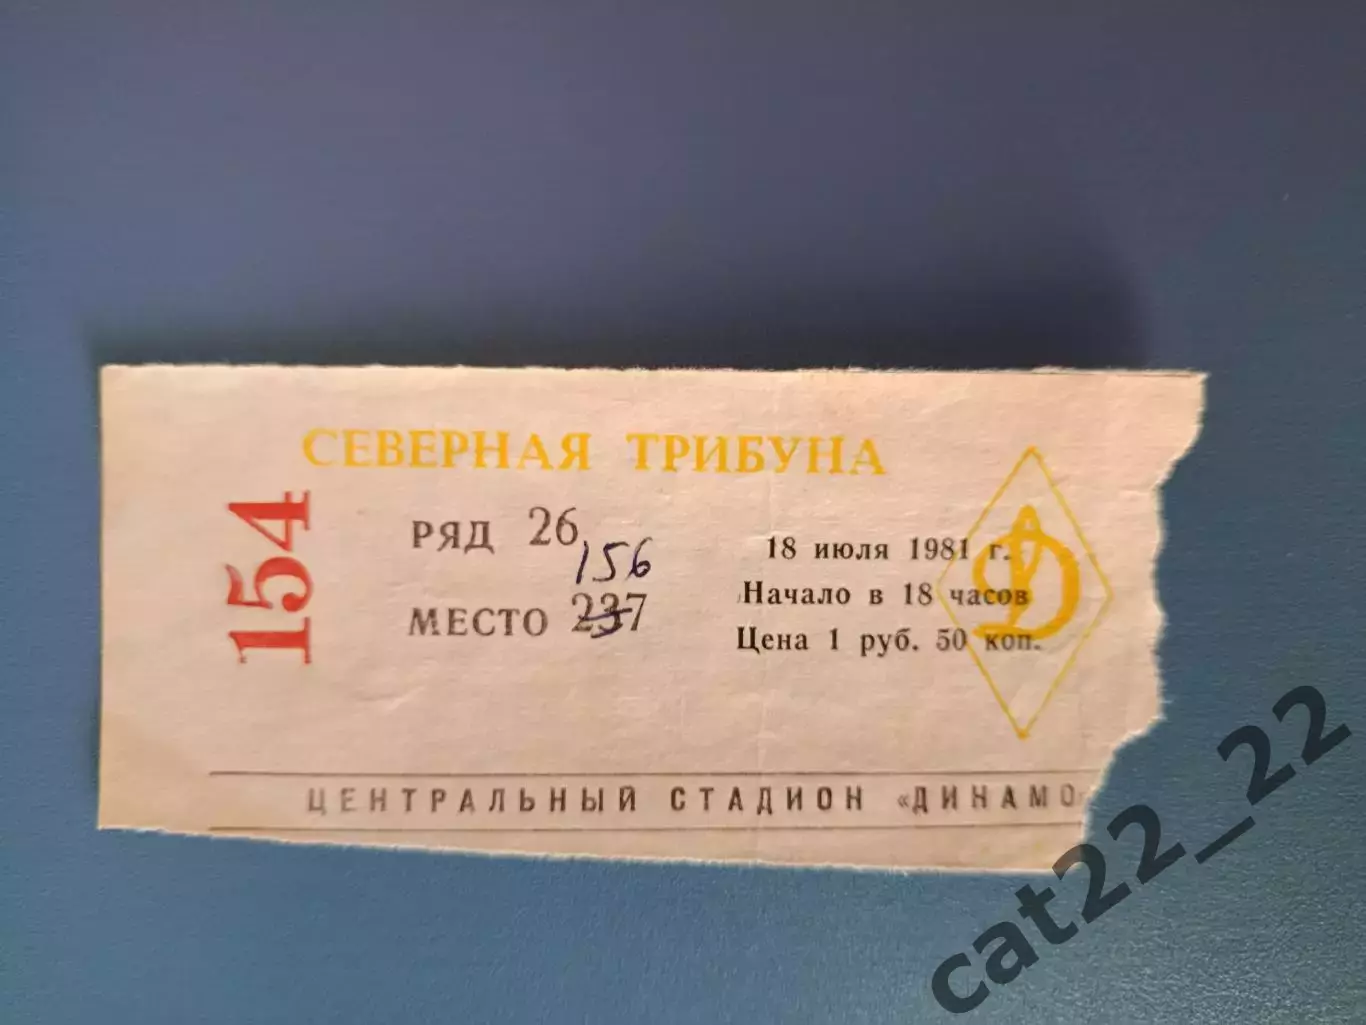 СЕВЕРНАЯ ТРИБУНА
154
РЯД 26
156
МЕСТО 237
18 июля 1981 г.
Начало в 18 часов
Цена 1 руб. 50 коп.
Д
ЦЕНТРАЛЬНЫЙ СТАДИОН «ДИНАМО
cat22_22